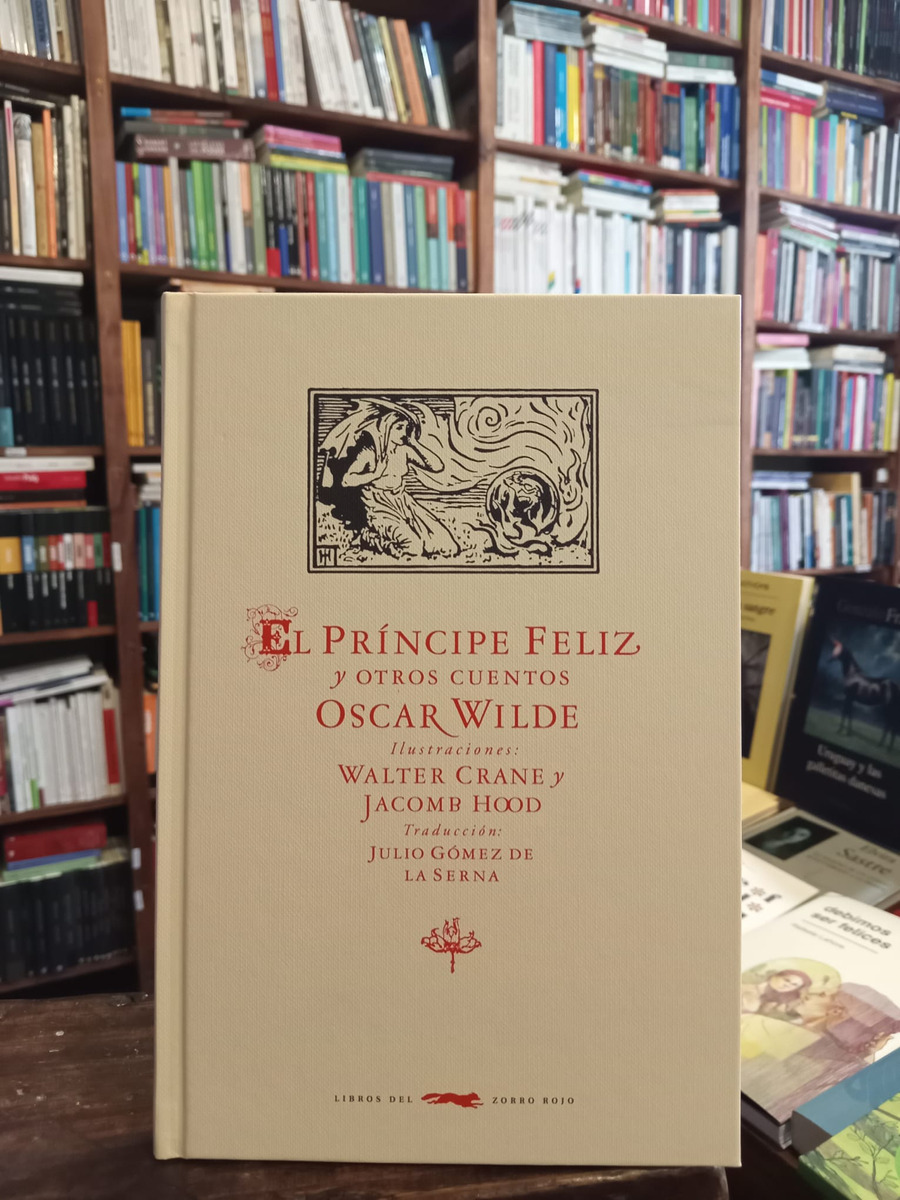 EL PRÍNCIPE FELIZ
y OTROS CUENTOS
OSCAR WILDE
Ilustraciones:
WALTER CRANE y
JACOMB HOOD
Traducción:
JULIO GÓMEZ DE
LA SERNA
LIBROS DEL ZORRO ROJO
sangre
Uruguay y las
Sastre
debimos
ser felices